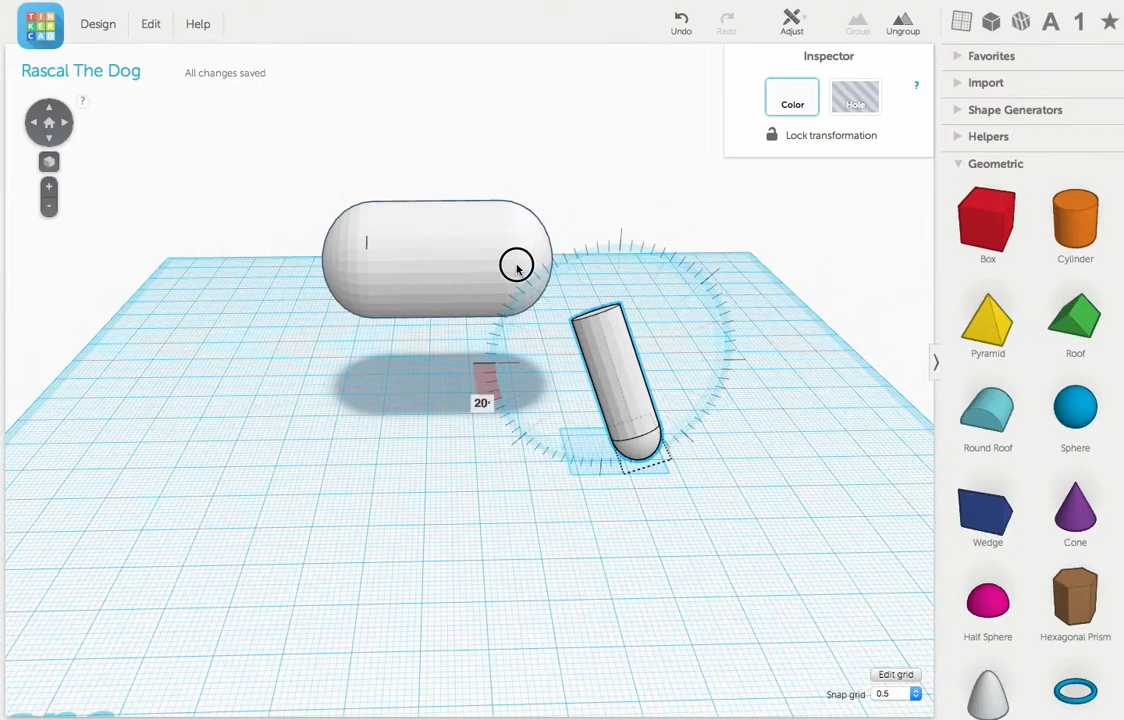 TIN
KER
CAD
Design
Edit
Help
Undo
Redo
Adjust
Group
Ungroup
A
1
Rascal The Dog
All changes saved
?
+
-
Inspector
Color
Hole
?
Lock transformation
20°
Favorites
Import
Shape Generators
Helpers
Geometric
Box
Cylinder
Pyramid
Roof
Round Roof
Sphere
Wedge
Cone
Half Sphere
Hexagonal Prism
Edit grid
Snap grid
0.5